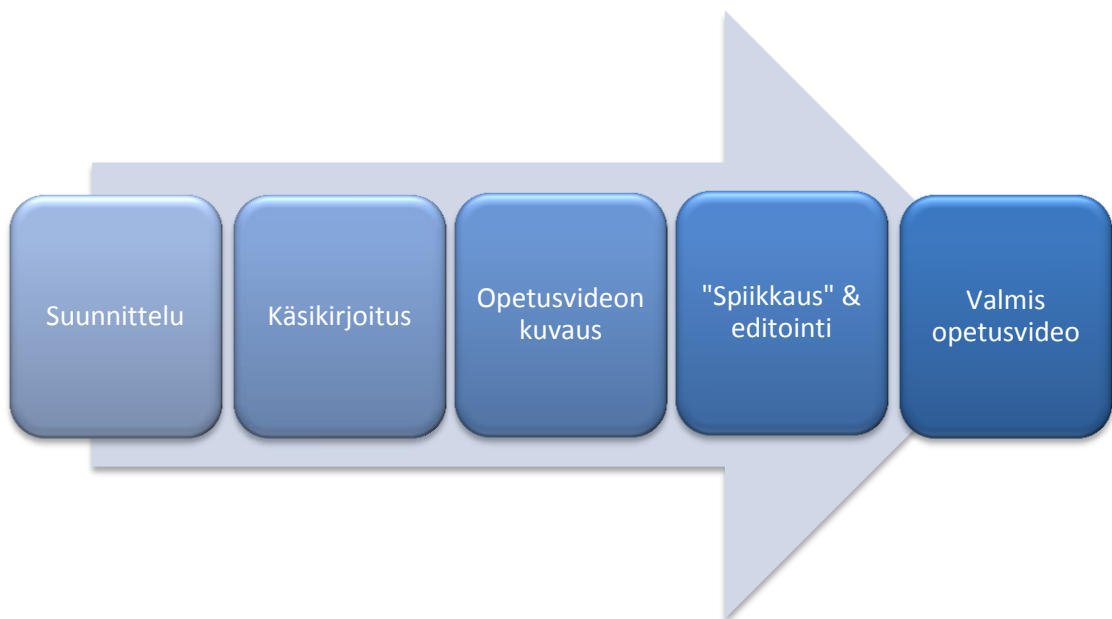 Suunnittelu
Käsikirjoitus
Opetusvideon
kuvaus
"Spiikkaus" &
editointi
Valmis
opetusvideo